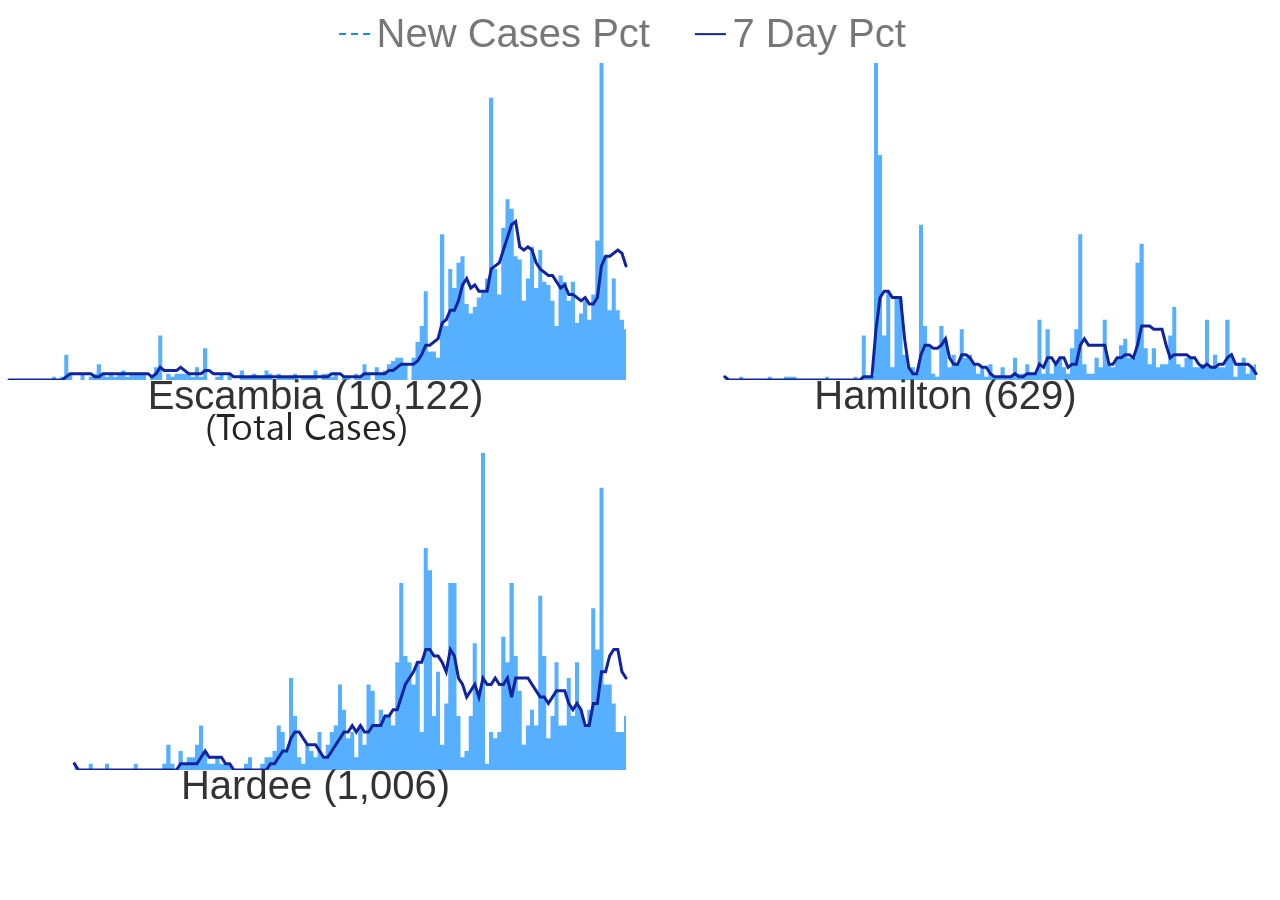 New Cases Pct 7 Day Pct
Escambia (10,122)
(Total Cases)
Hamilton (629)
Hardee (1,006)